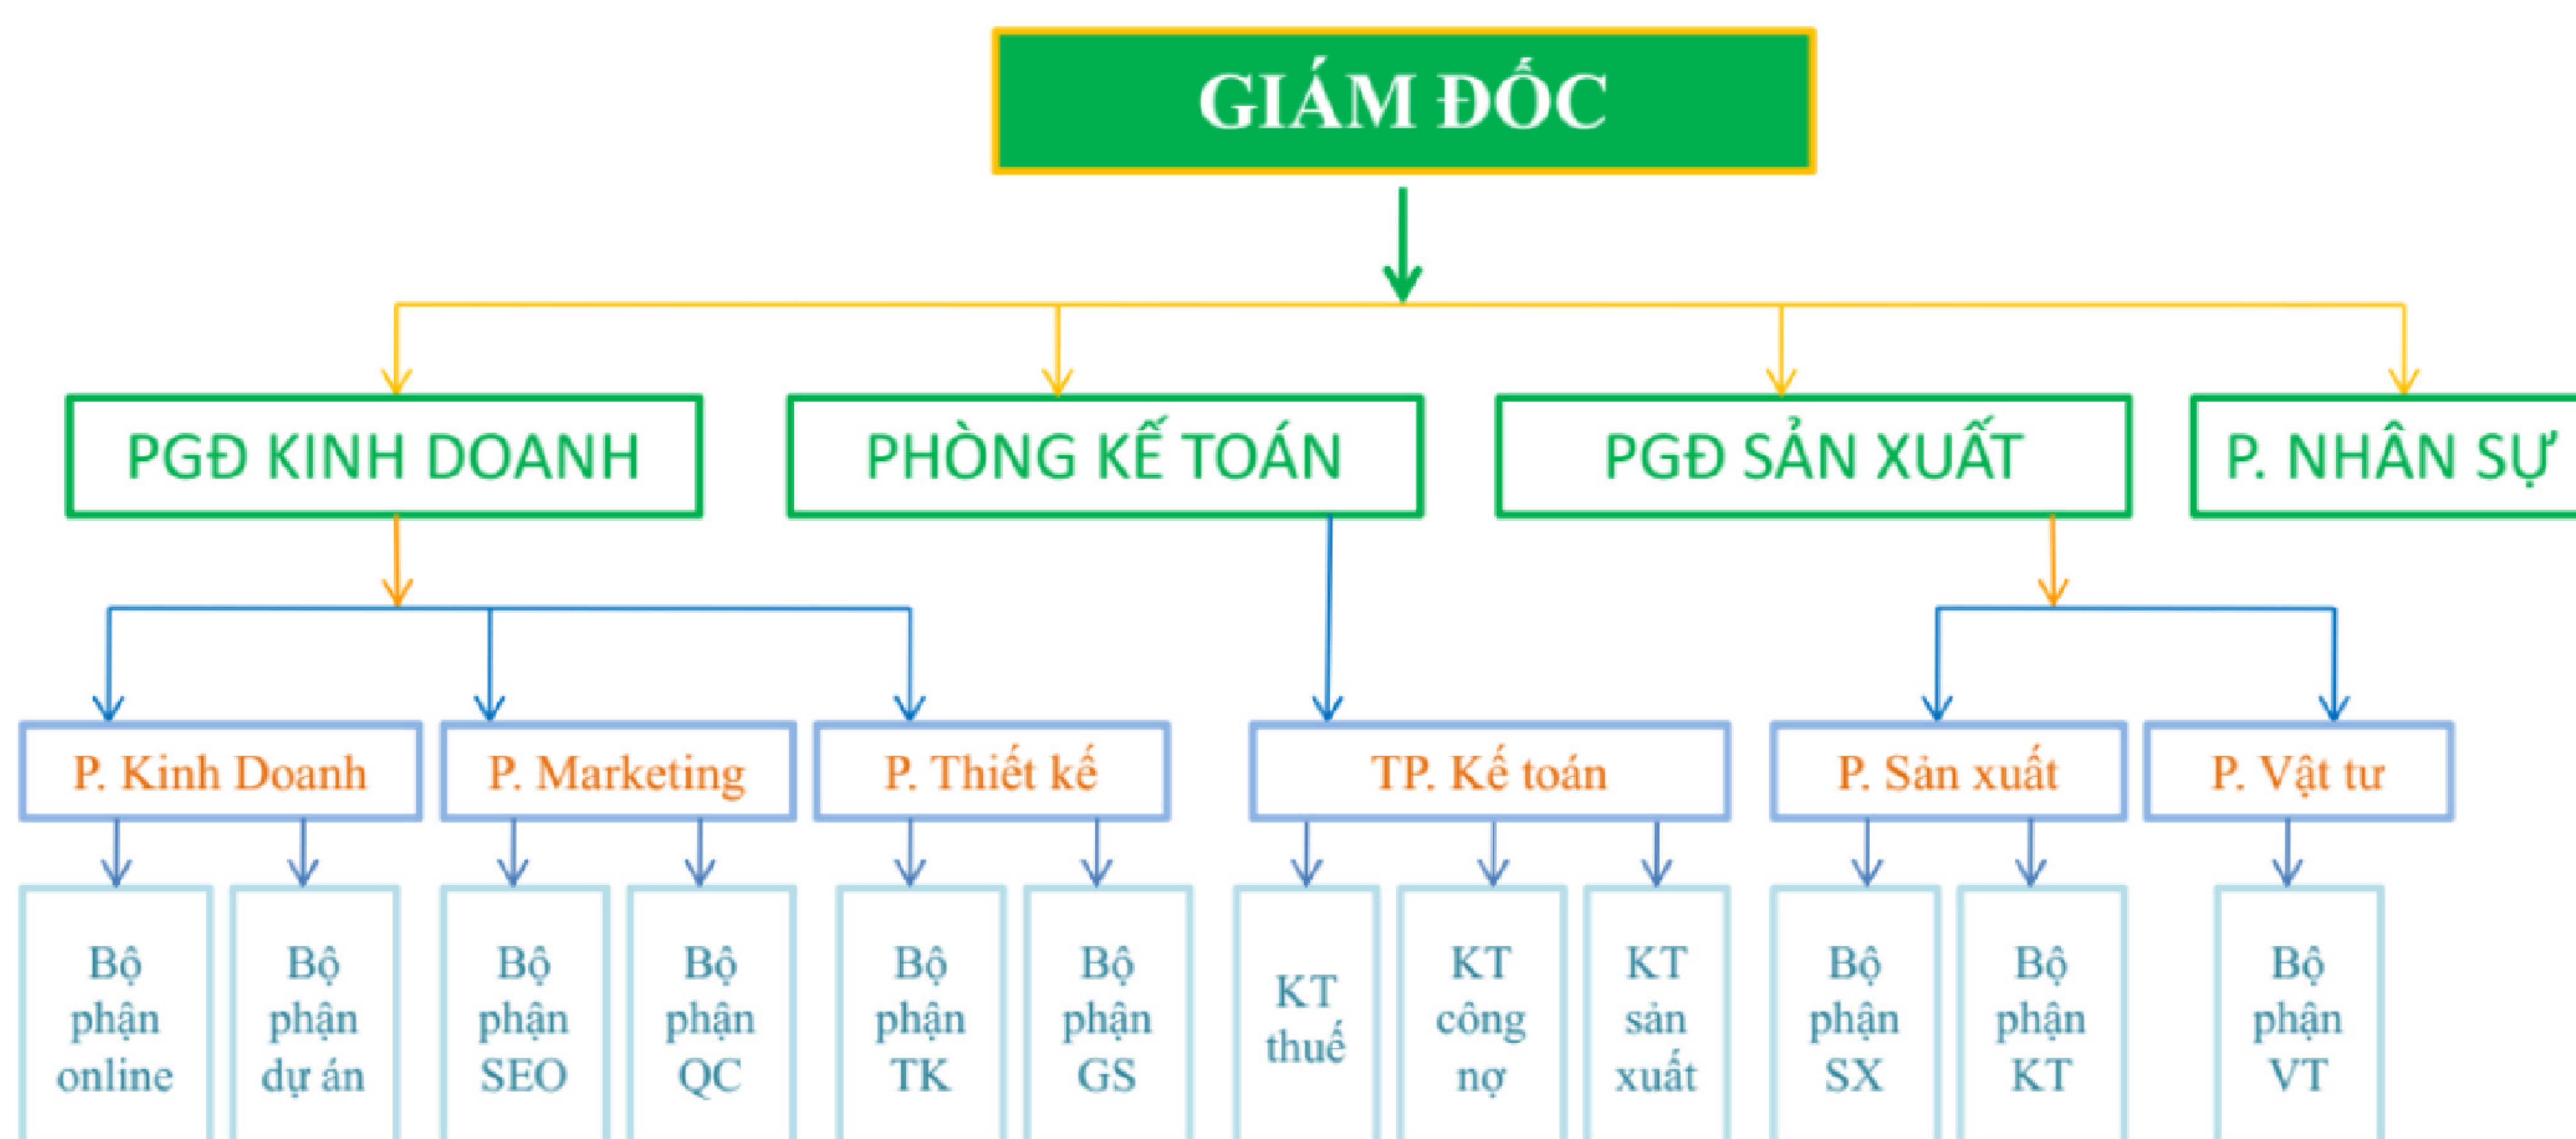 GIÁM ĐỐC
PGĐ KINH DOANH
PHÒNG KẾ TOÁN
PGĐ SẢN XUẤT
P. NHÂN SỰ
P. Kinh Doanh
P. Marketing
P. Thiết kế
TP. Kế toán
P. Sản xuất
P. Vật tư
Bộ
phận
online
Bộ
phận
dự án
Bộ
phận
SEO
Bộ
phận
QC
Bộ
phận
TK
Bộ
phận
GS
KT
thuế
KT
công
nợ
KT
sản
xuất
Bộ
phận
SX
Bộ
phận
KT
Bộ
phận
VT